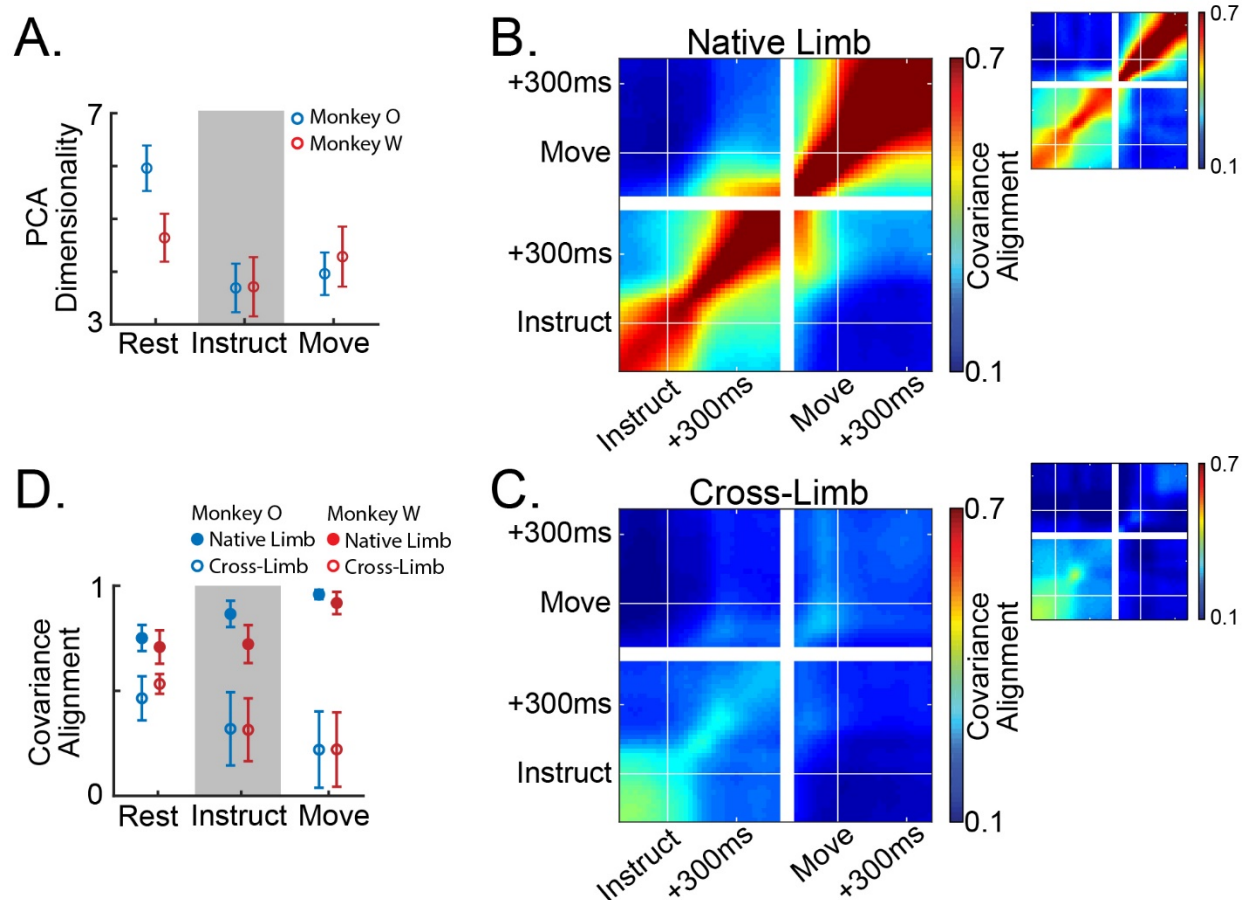 A.
7
Monkey O
Monkey W
PCA
Dimensionality
3
Rest Instruct Move
B.
Native Limb
+300ms
Move
+300ms
Instruct
Instruct
+300ms
Move
+300ms
0.7
Covariance
Alignment
0.1
0.7
0.1
D.
Monkey O Monkey W
Native Limb Native Limb
Cross-Limb Cross-Limb
1
Covariance
Alignment
0
Rest Instruct Move
C.
Cross-Limb
+300ms
Move
+300ms
Instruct
Instruct
+300ms
Move
+300ms
0.7
Covariance
Alignment
0.1
0.7
0.1